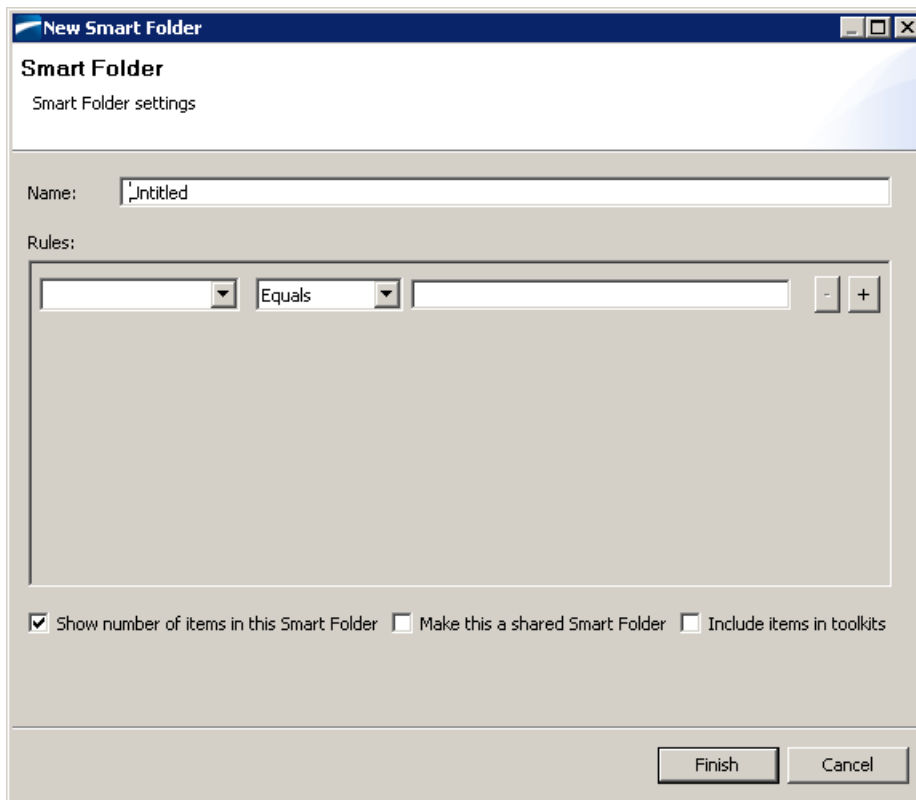 New Smart Folder
Smart Folder
Smart Folder settings
Name: Untitled
Rules:
Equals - +
Show number of items in this Smart Folder Make this a shared Smart Folder Include items in toolkits
Finish Cancel